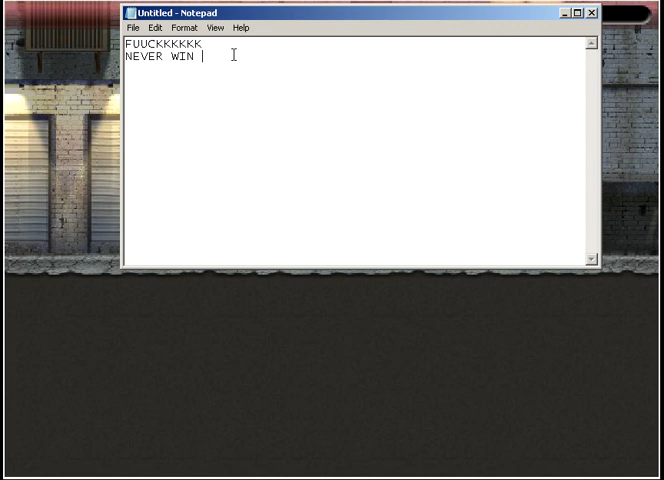 Untitled - Notepad
File Edit Format View Help
FUUCKKKKKK
NEVER WIN